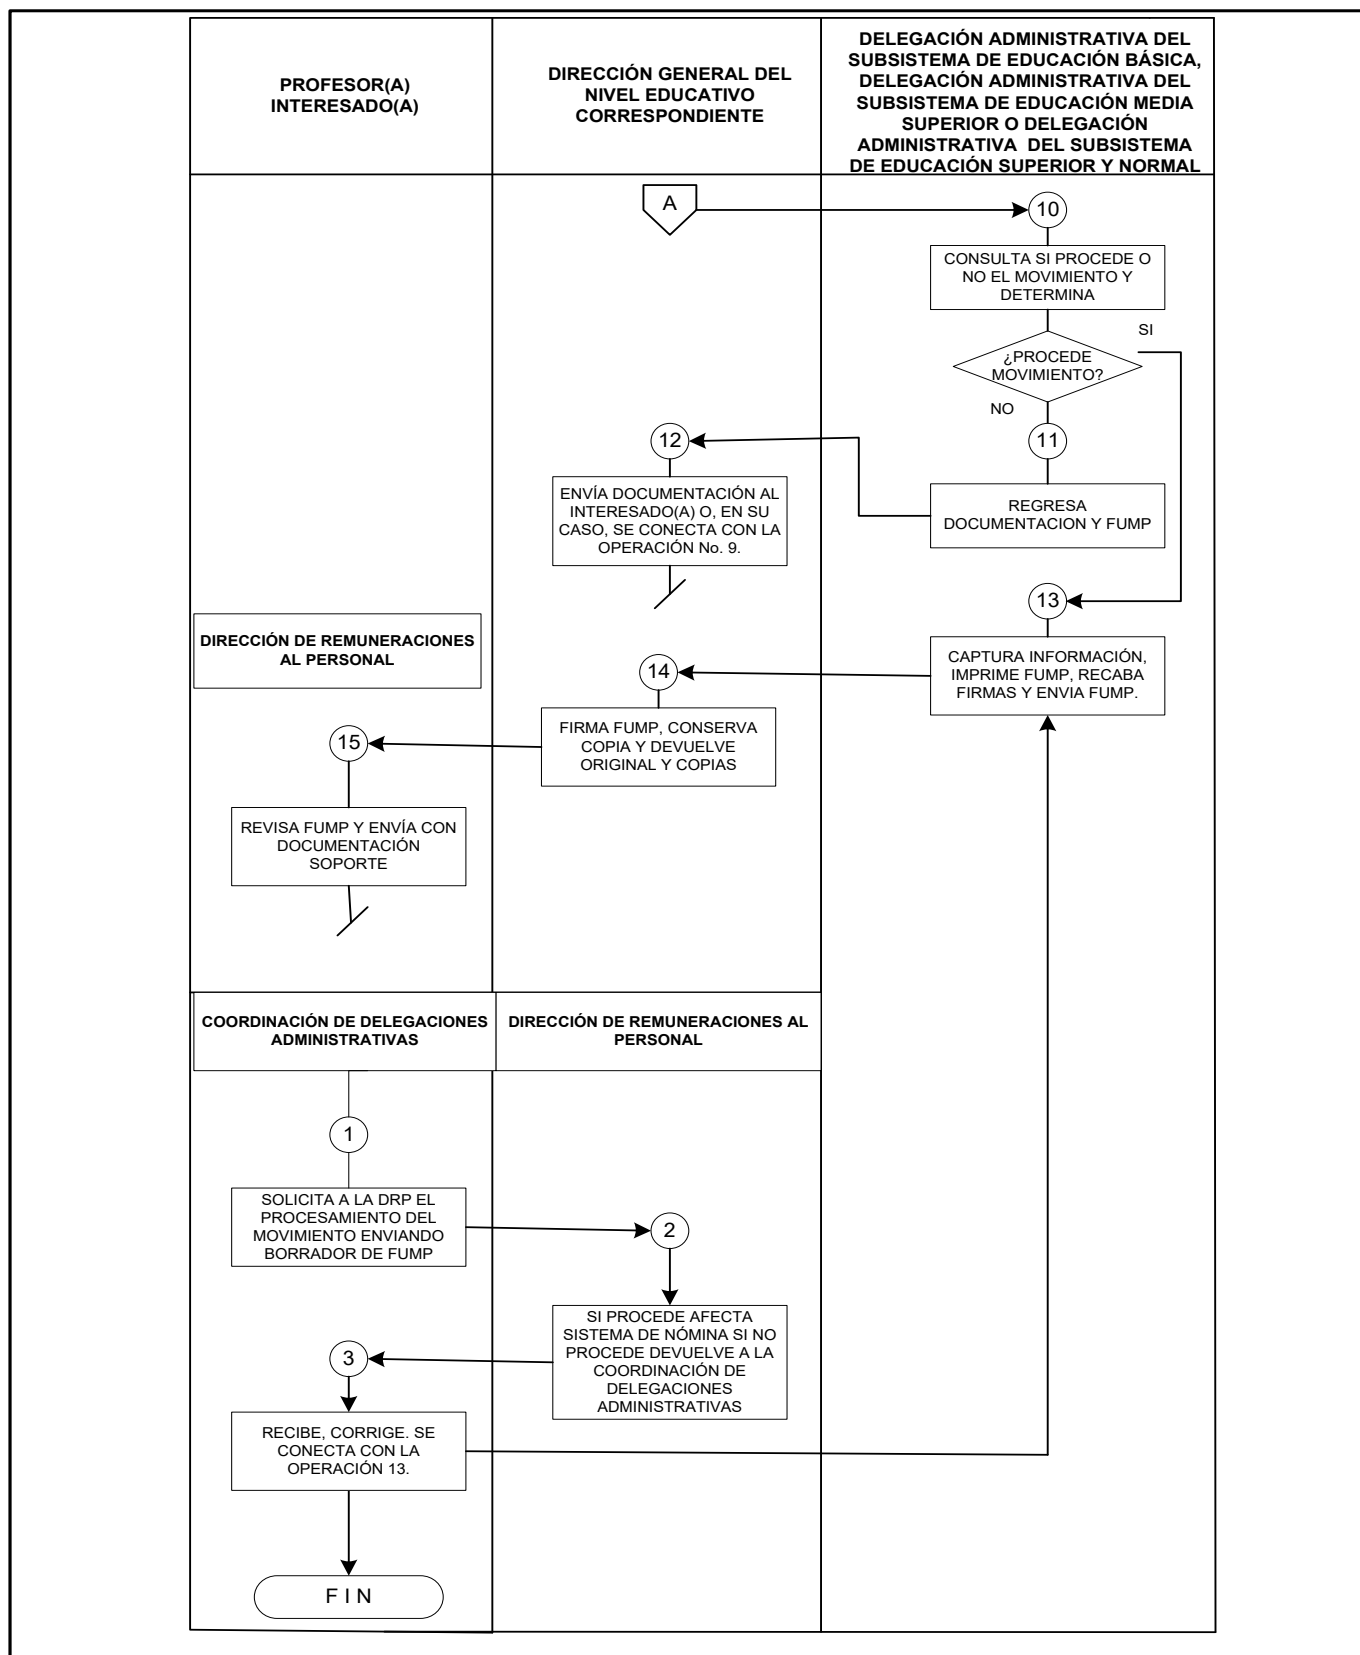 PROFESOR(A)
INTERESADO(A)
DIRECCIÓN GENERAL DEL
NIVEL EDUCATIVO
CORRESPONDIENTE
DELEGACIÓN ADMINISTRATIVA DEL
SUBSISTEMA DE EDUCACIÓN BÁSICA,
DELEGACIÓN ADMINISTRATIVA DEL
SUBSISTEMA DE EDUCACIÓN MEDIA
SUPERIOR O DELEGACIÓN
ADMINISTRATIVA DEL SUBSISTEMA
DE EDUCACIÓN SUPERIOR Y NORMAL
A
10
CONSULTA SI PROCEDE O
NO EL MOVIMIENTO Y
DETERMINA
SI
¿PROCEDE
MOVIMIENTO?
NO
11
REGRESA
DOCUMENTACION Y FUMP
12
ENVÍA DOCUMENTACIÓN AL
INTERESADO(A) O, EN SU
CASO, SE CONECTA CON LA
OPERACIÓN No. 9.
13
CAPTURA INFORMACIÓN,
IMPRIME FUMP, RECABA
FIRMAS Y ENVIA FUMP.
DIRECCIÓN DE REMUNERACIONES
AL PERSONAL
14
FIRMA FUMP, CONSERVA
COPIA Y DEVUELVE
ORIGINAL Y COPIAS
15
REVISA FUMP Y ENVÍA CON
DOCUMENTACIÓN
SOPORTE
COORDINACIÓN DE DELEGACIONES
ADMINISTRATIVAS
DIRECCIÓN DE REMUNERACIONES AL
PERSONAL
1
SOLICITA A LA DRP EL
PROCESAMIENTO DEL
MOVIMIENTO ENVIANDO
BORRADOR DE FUMP
2
SI PROCEDE AFECTA
SISTEMA DE NÓMINA SI NO
PROCEDE DEVUELVE A LA
COORDINACIÓN DE
DELEGACIONES
ADMINISTRATIVAS
3
RECIBE, CORRIGE. SE
CONECTA CON LA
OPERACIÓN 13.
F I N